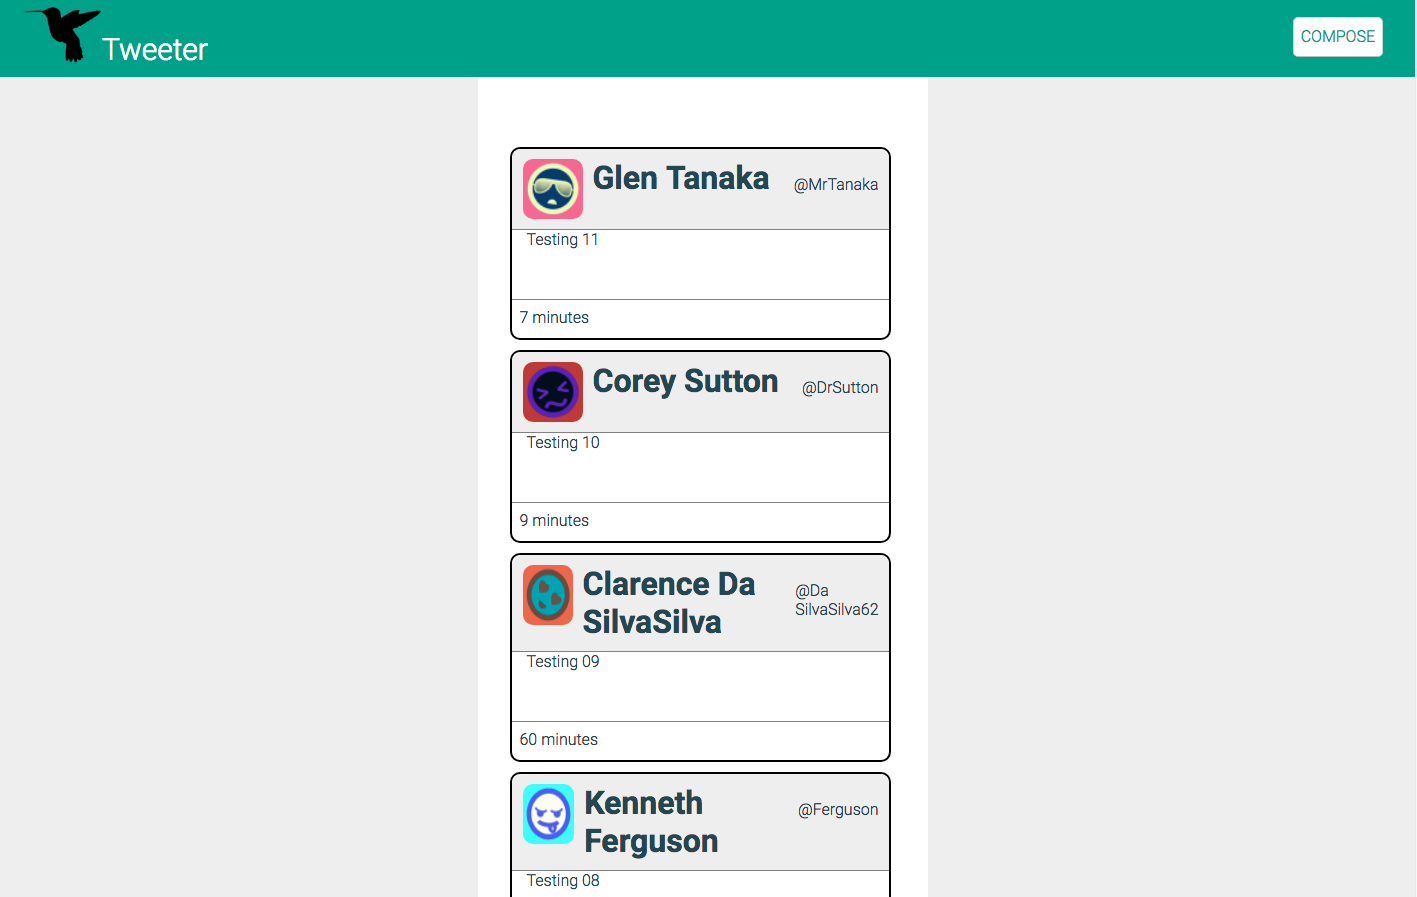 Tweeter
COMPOSE
Glen Tanaka
@MrTanaka
Testing 11
7 minutes
Corey Sutton
@DrSutton
Testing 10
9 minutes
Clarence Da
SilvaSilva
@Da
SilvaSilva62
Testing 09
60 minutes
Kenneth
Ferguson
@Ferguson
Testing 08